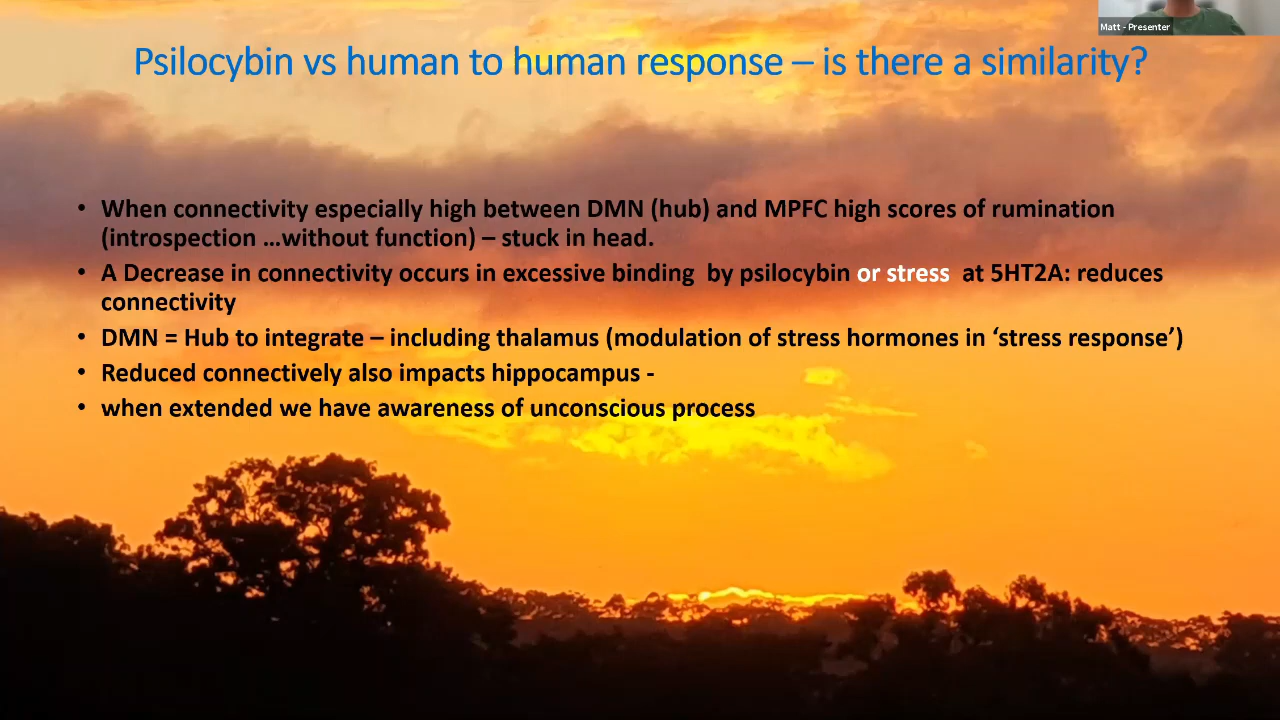 Matt - Presenter
Psilocybin vs human to human response – is there a similarity?
• When connectivity especially high between DMN (hub) and MPFC high scores of rumination
(introspection ...without function) – stuck in head.
• A Decrease in connectivity occurs in excessive binding by psilocybin or stress at 5HT2A: reduces
connectivity
• DMN = Hub to integrate – including thalamus (modulation of stress hormones in ‘stress response’)
• Reduced connectively also impacts hippocampus -
• when extended we have awareness of unconscious process